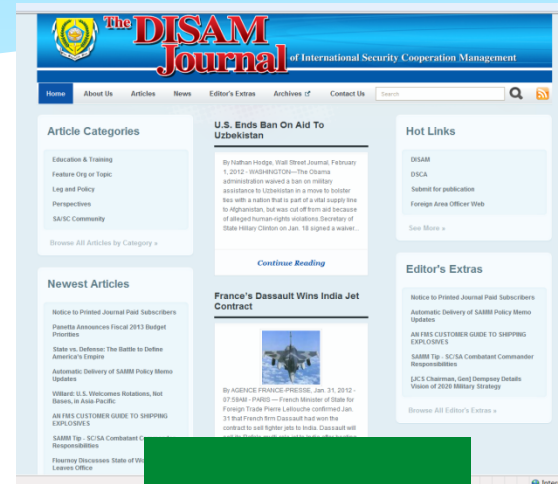 The DISAM
Journal of International Security Cooperation Management
Home About Us Articles News Editor's Extras Archives Contact Us Search
Article Categories
Education & Training
Feature Org or Topic
Leg and Policy
Perspectives
SA/SC Community
Browse All Articles by Category »
Newest Articles
Notice to Printed Journal Paid Subscribers
Panetta Announces Fiscal 2013 Budget
Priorities
State vs. Defense: The Battle to Define
America's Empire
Automatic Delivery of SAMM Policy Memo
Updates
Willard: U.S. Welcomes Rotations, Not
Bases, in Asia-Pacific
AN FMS CUSTOMER GUIDE TO SHIPPING
EXPLOSIVES
SAMM Tip - SC/SA Combatant
Responsibilities
Flournoy Discusses State of
Leaves Office
U.S. Ends Ban On Aid To
Uzbekistan
By Nathan Hodge, Wall Street Journal, February
1, 2012 - WASHINGTON—The Obama
administration waived a ban on military
assistance to Uzbekistan in a move to bolster
ties with a nation that is part of a vital supply line
to Afghanistan, but was cut off from aid because
of alleged human-rights violations.Secretary of
State Hillary Clinton on Jan. 18 signed a waiver...
Continue Reading
France's Dassault Wins India Jet
Contract
By AGENCE FRANCE-PRESSE, Jan. 31, 2012 -
07:59AM - PARIS — French Minister of State for
Foreign Trade Pierre Lellouche confirmed Jan.
31 that French firm Dassault had won the
contrad to sell fighter jets to India. Dassault will
Hot Links
DISAM
DSCA
Submit for publication
Foreign Area Officer Web
See More »
Editor's Extras
Notice to Printed Journal Paid Subscribers
Automatic Delivery of SAMM Policy Memo
Updates
AN FMS CUSTOMER GUIDE TO SHIPPING
EXPLOSIVES
SAMM Tip - SC/SA Combatant Commander
Responsibilities
[JCS Chairman, Gen] Dempsey Details
Vision of 2020 Military Strategy
Browse All Editor's Extras »